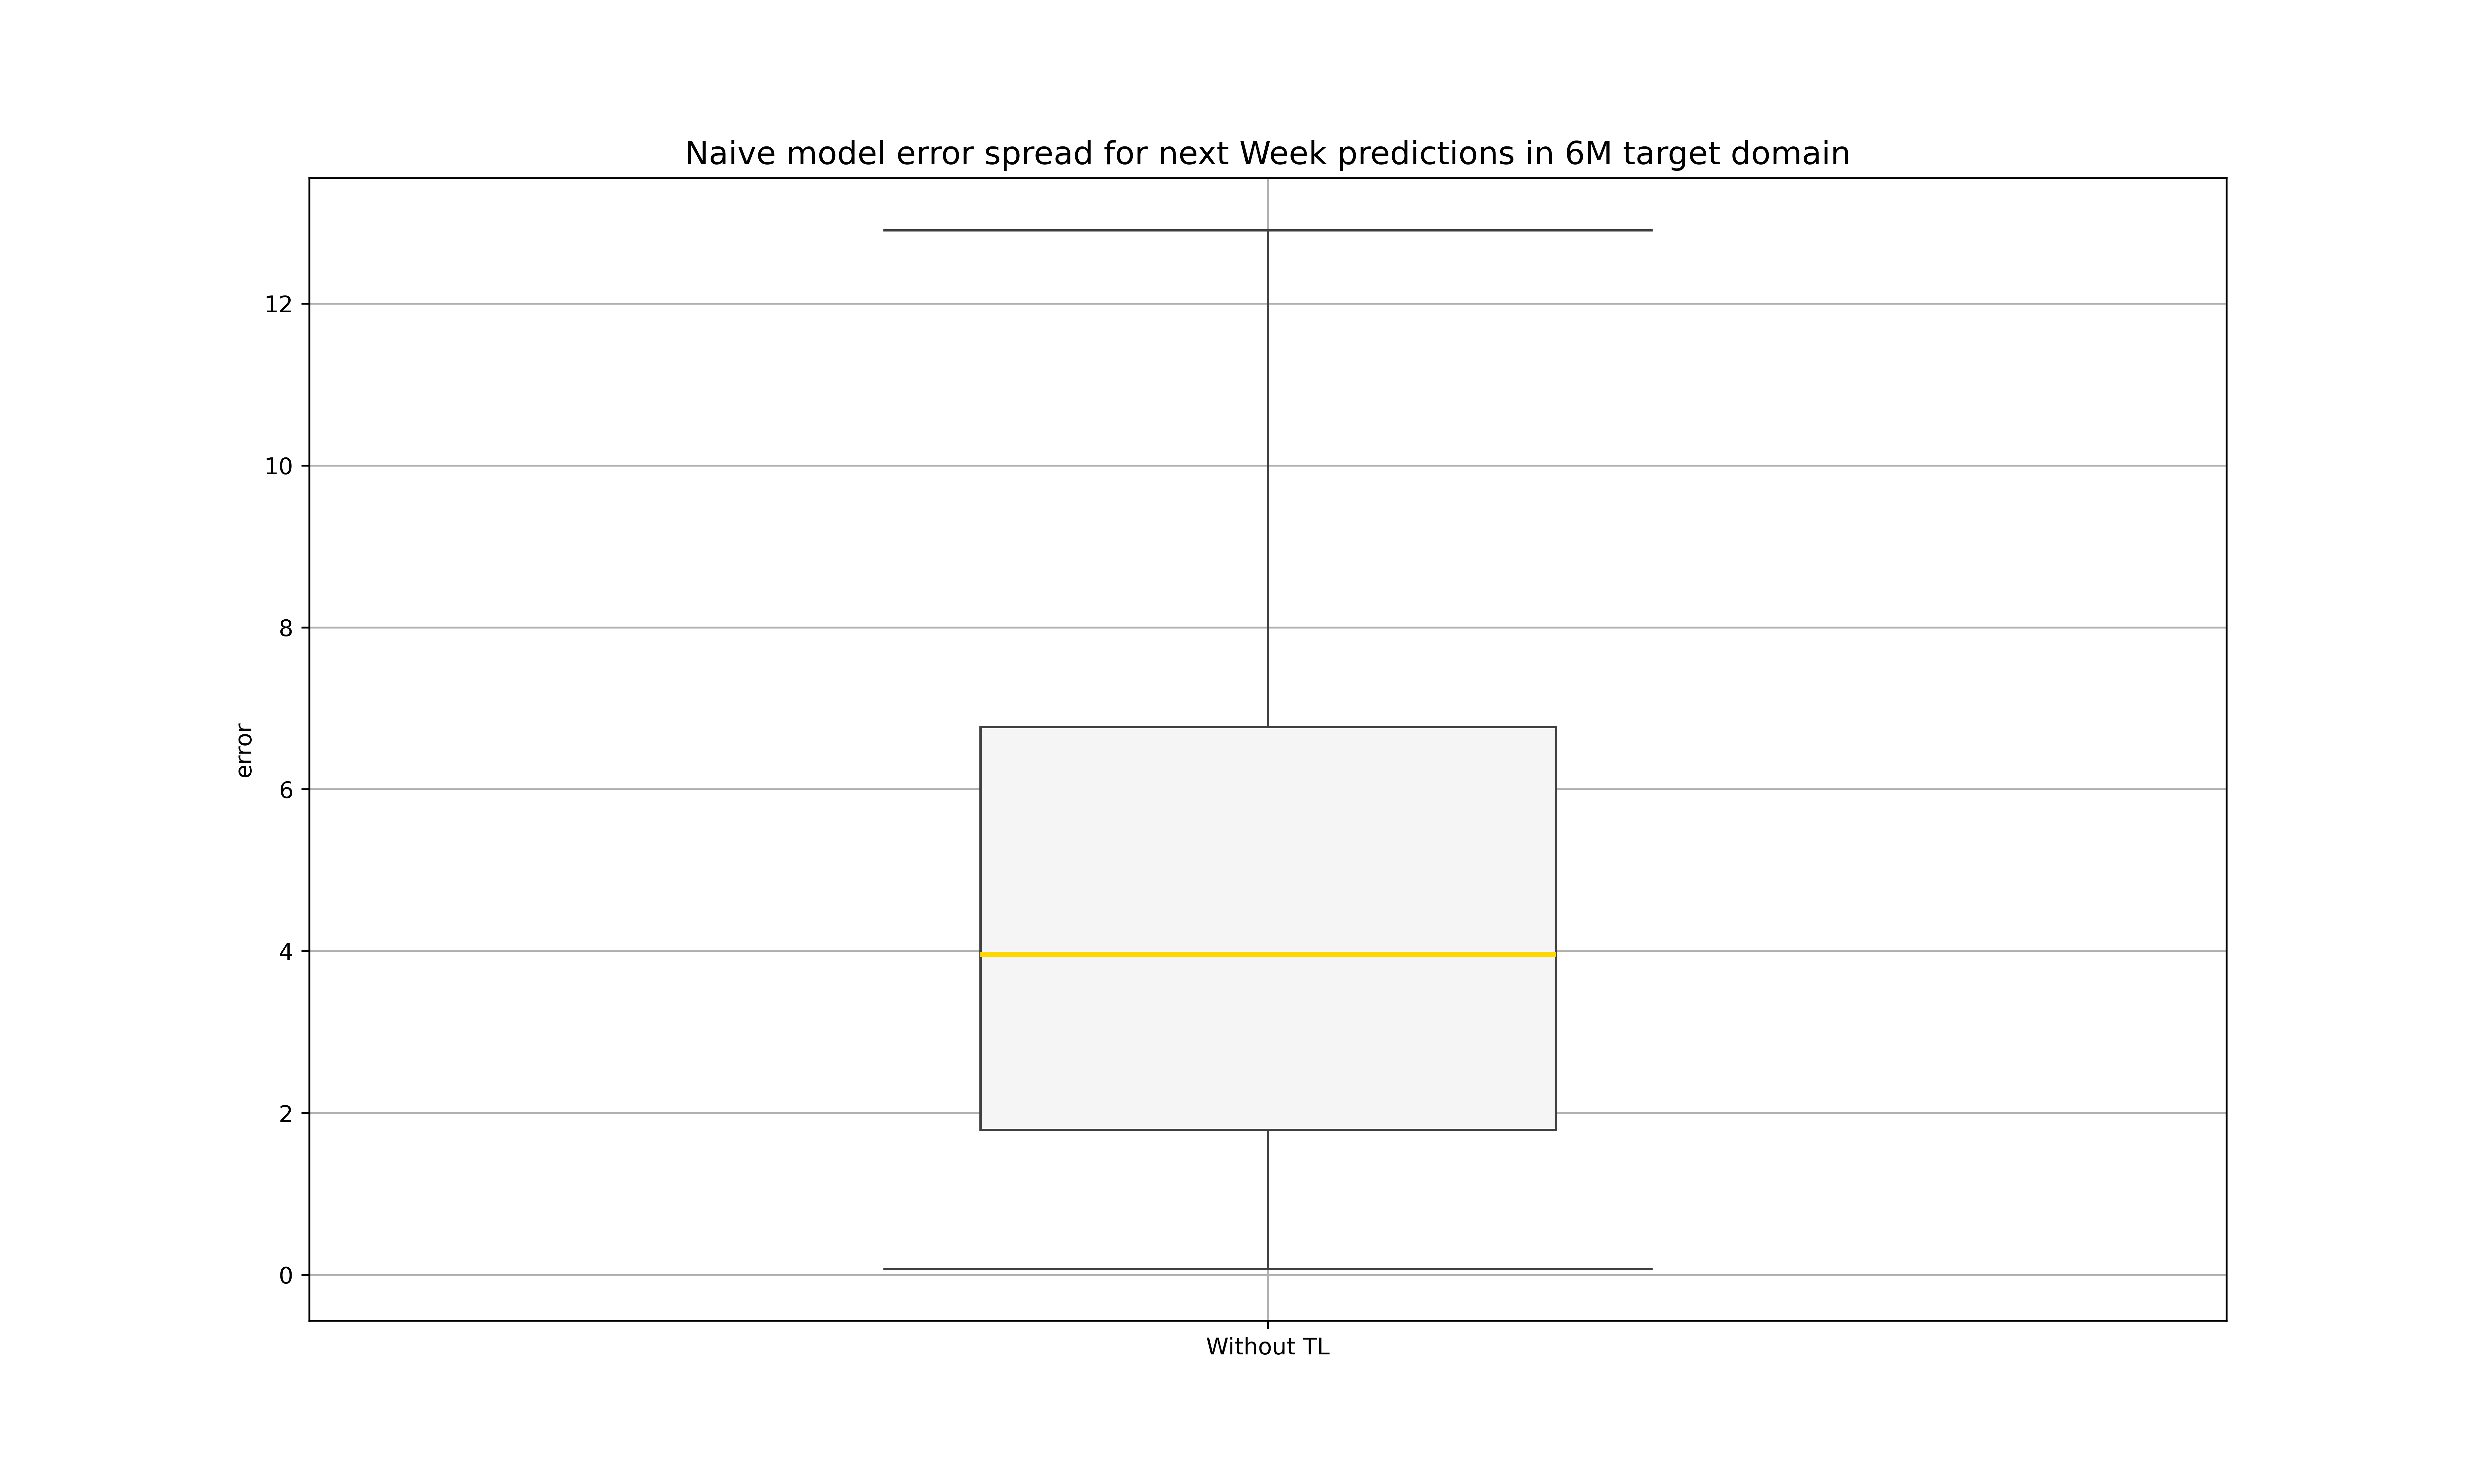 Naive model error spread for next Week predictions in 6M target domain
12
10
8
6
4
2
0
error
Without TL